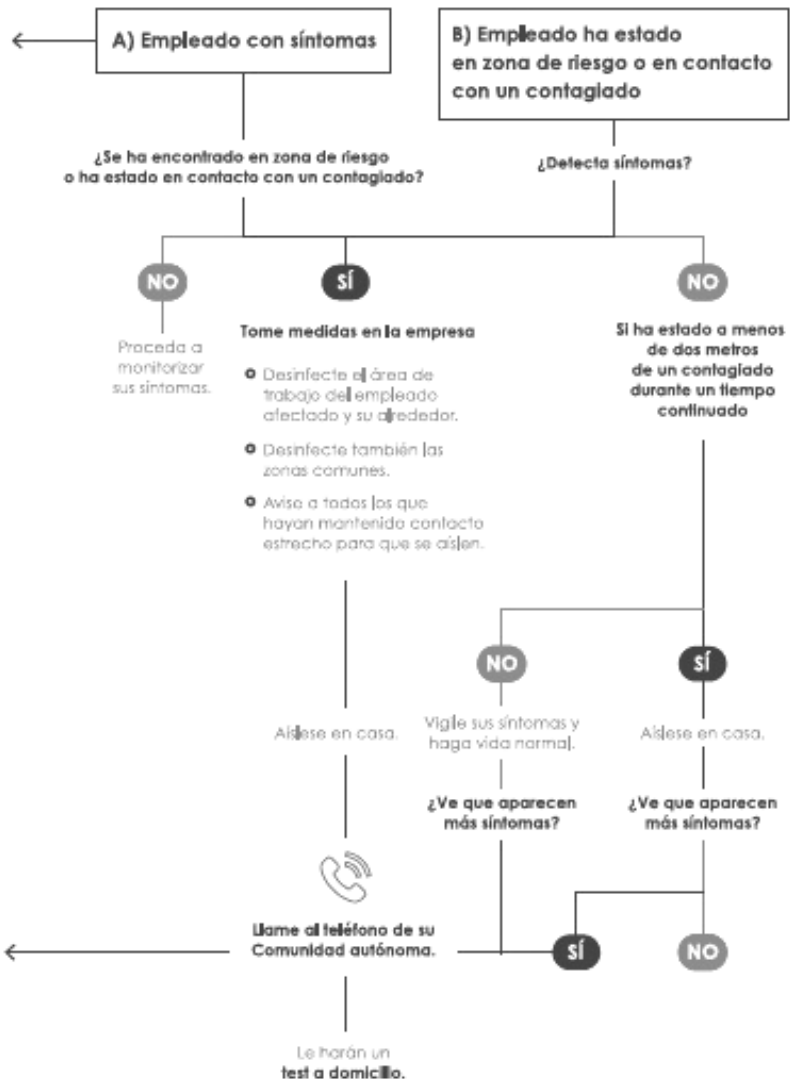 A) Empleado con síntomas
B) Empleado ha estado
en zona de riesgo o en contacto
con un contagiado
¿Se ha encontrado en zona de riesgo
o ha estado en contacto con un contagiado?
¿Detecta síntomas?
NO
SÍ
NO
Proceda a
monitorizar
sus síntomas.
Tome medidas en la empresa
Desinfecte el área de
trabajo del empleado
afectado y su alrededor.
Desinfecte también las
zonas comunes.
Avise a todos los que
hayan mantenido contacto
estrecho para que se aíslen.
Si ha estado a menos
de dos metros
de un contagiado
durante un tiempo
continuado
NO
SÍ
Aíslese en casa.
Vigile sus síntomas y
haga vida normal.
Aíslese en casa.
¿Ve que aparecen
más síntomas?
¿Ve que aparecen
más síntomas?
Llame al teléfono de su
Comunidad autónoma.
SÍ
NO
Le harán un
test a domicilio.